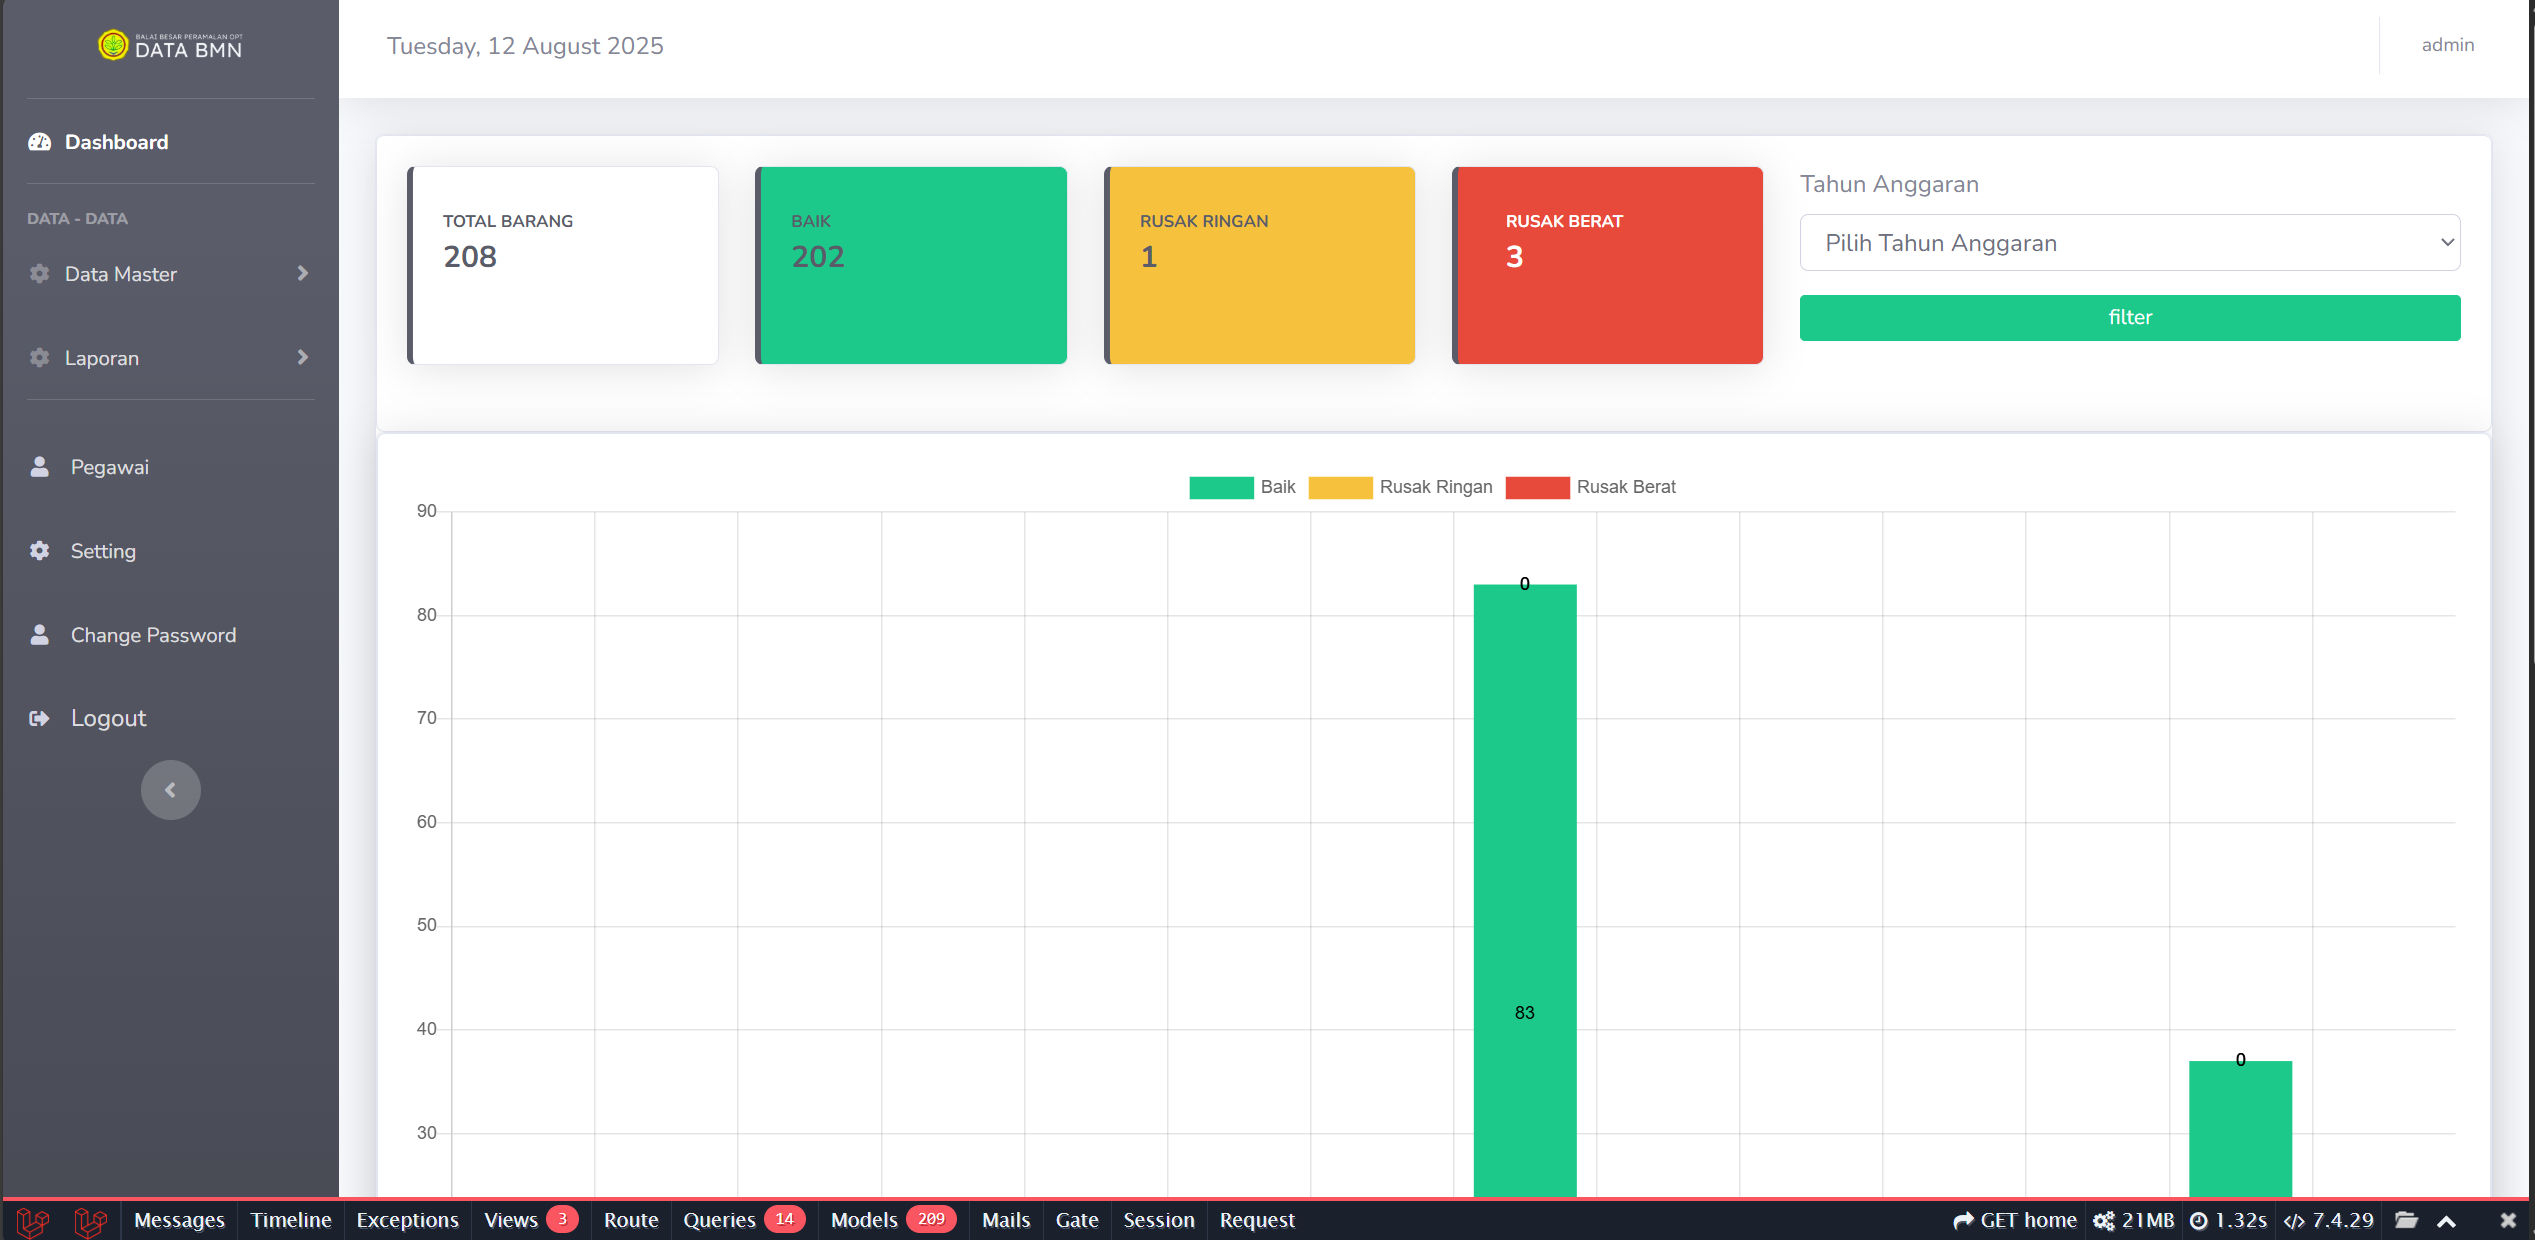 BALAI BESAR PERAMALAN OPT
DATA BMN
Tuesday, 12 August 2025
admin
Dashboard
DATA - DATA
Data Master
Laporan
Pegawai
Setting
Change Password
Logout
TOTAL BARANG
208
BAIK
202
RUSAK RINGAN
1
RUSAK BERAT
3
Tahun Anggaran
Pilih Tahun Anggaran
filter
Baik Rusak Ringan Rusak Berat
90
80
70
60
50
40
30
0
83
0
Messages Timeline Exceptions Views 3 Route Queries 14 Models 209 Mails Gate Session Request GET home 21MB 1.32s 7.4.29